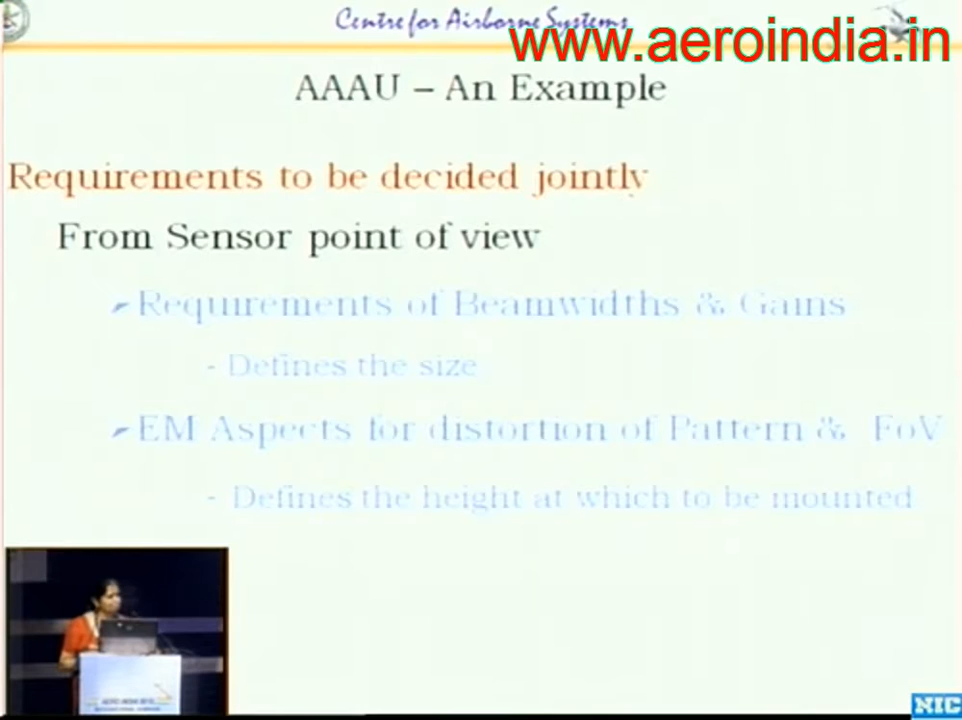 Centre for Airborne Systems
www.aeroindia.in
AAAU – An Example
Requirements to be decided jointly
From Sensor point of view
Requirements of Beamwidths & Gains
- Defines the size
EM Aspects for distortion of Pattern & FoV
- Defines the height at which to be mounted
NIC